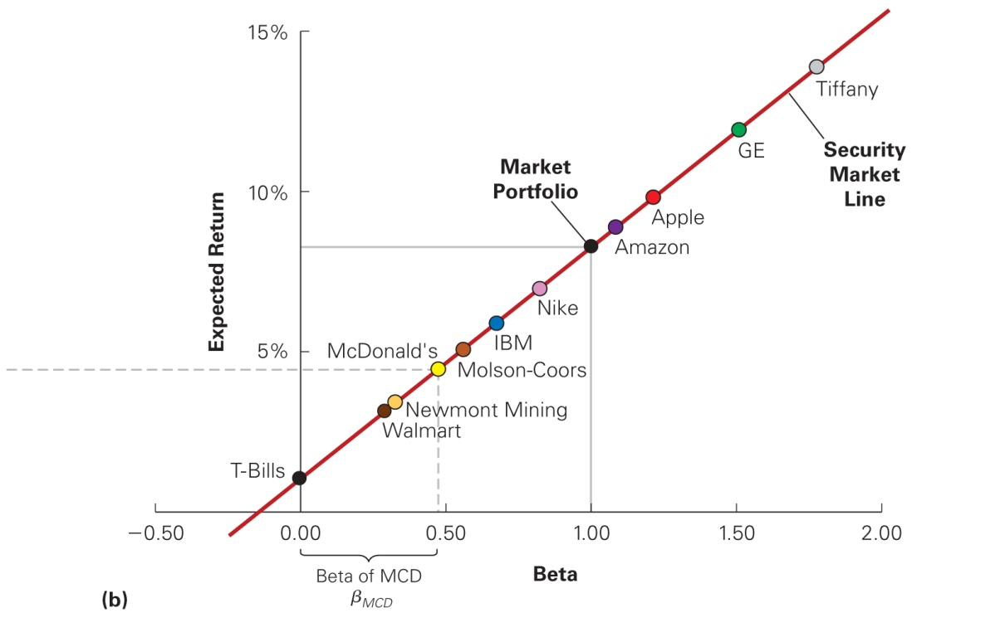 15%
Tiffany
GE
Security
Market
Line
Market
Portfolio
10%
Apple
Amazon
Expected Return
Nike
IBM
McDonald's
5%
Molson-Coors
Newmont Mining
Walmart
T-Bills
−0.50 0.00 0.50 1.00 1.50 2.00
Beta of MCD
βMCD
Beta
(b)